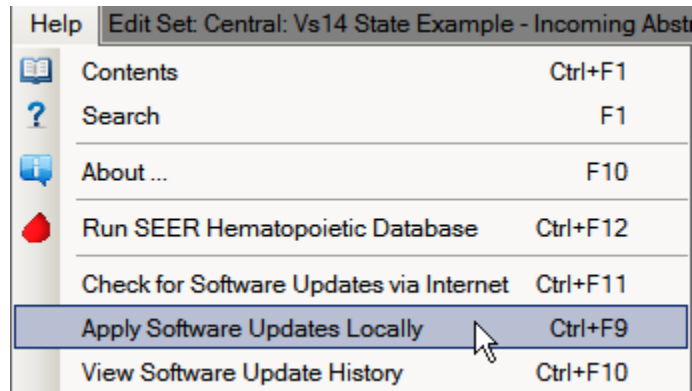 Help Edit Set: Central: Vs14 State Example - Incoming Abst
Contents Ctrl+F1
Search F1
About ... F10
Run SEER Hematopoietic Database Ctrl+F12
Check for Software Updates via Internet Ctrl+F11
Apply Software Updates Locally Ctrl+F9
View Software Update History Ctrl+F10